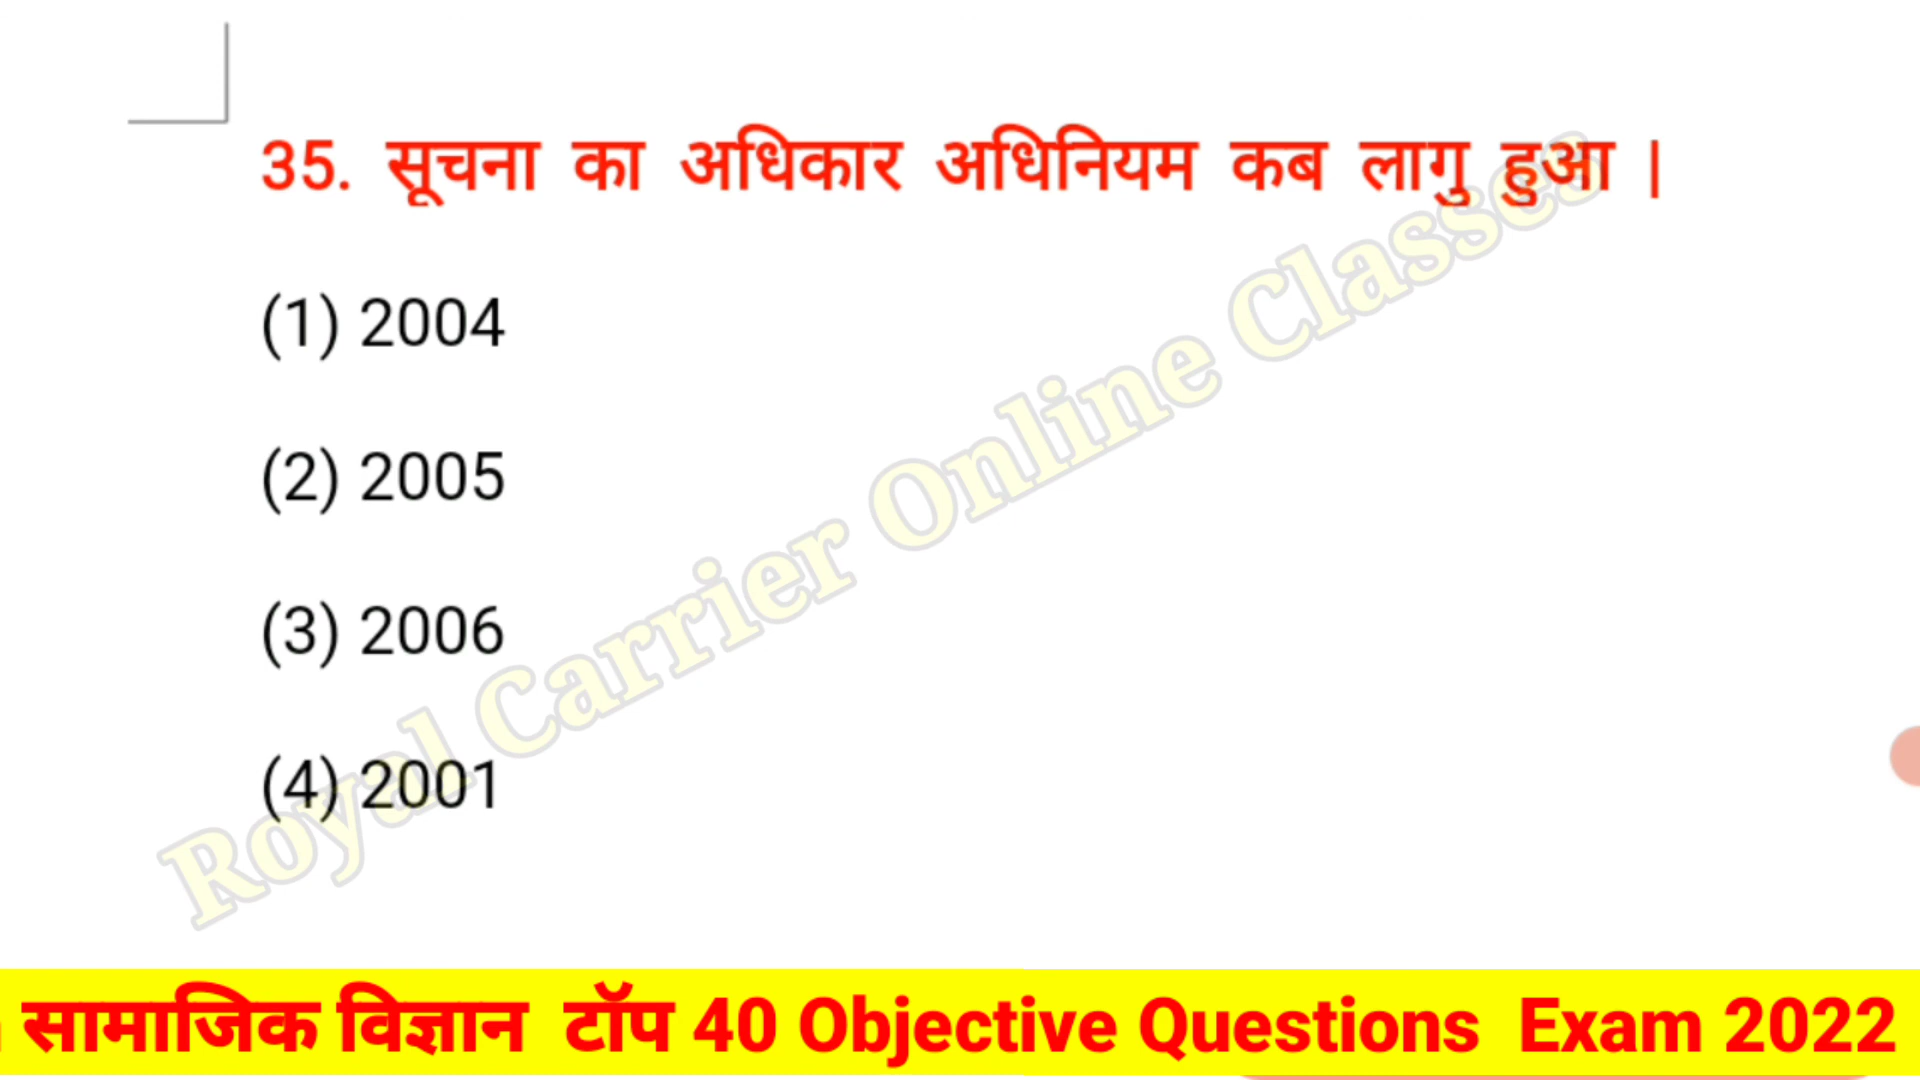 35. सूचना का अधिकार अधिनियम कब लागु हुआ |
(1) 2004
(2) 2005
(3) 2006
(4) 2001
Royal Carrier Online Classes
सामाजिक विज्ञान टॉप 40 Objective Questions Exam 2022